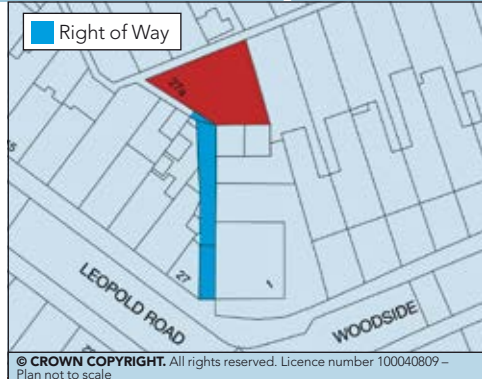 Right of Way
27a
27
1
LEOPOLD ROAD
WOODSIDE
© CROWN COPYRIGHT. All rights reserved. Licence number 100040809 –
Plan not to scale